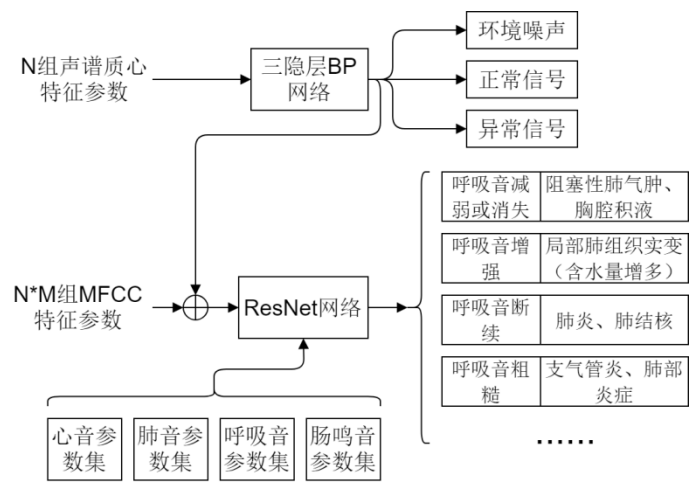 N组声谱质心
特征参数
三隐层BP
网络
环境噪声
正常信号
异常信号
N*M组MFCC
特征参数
ResNet网络
呼吸音减
弱或消失
阻塞性肺气肿、
胸腔积液
呼吸音增
强
局部肺组织实变
（含水量增多）
呼吸音断
续
肺炎、肺结核
呼吸音粗
糙
支气管炎、肺部
炎症
......
心音参
数集
肺音参
数集
呼吸音
参数集
肠鸣音
参数集